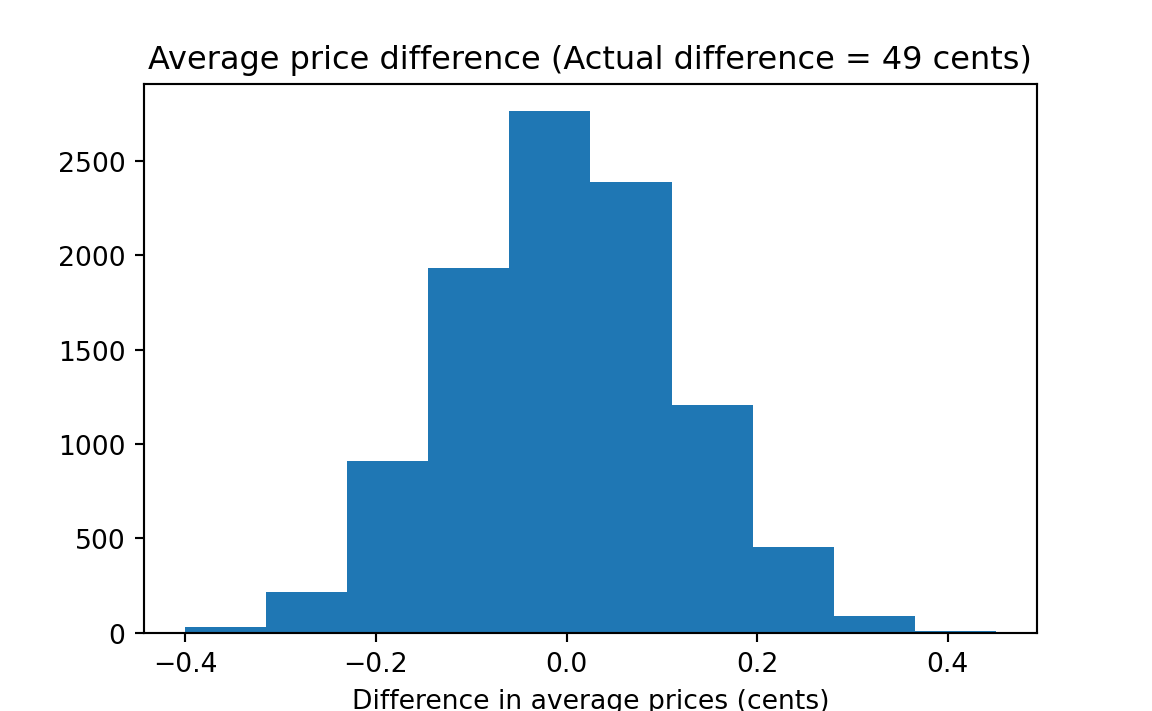 Average price difference (Actual difference = 49 cents)
2500
2000
1500
1000
500
0
−0.4 −0.2 0.0 0.2 0.4
Difference in average prices (cents)